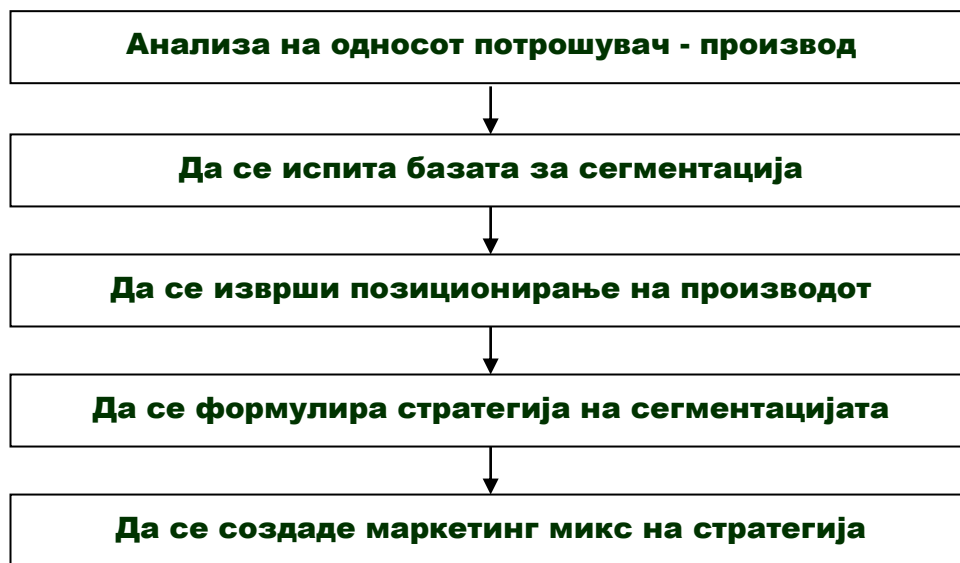 Анализа на односот потрошувач - производ
Да се испита базата за сегментација
Да се изврши позиционирање на производот
Да се формулира стратегија на сегментацијата
Да се создаде маркетинг микс на стратегија